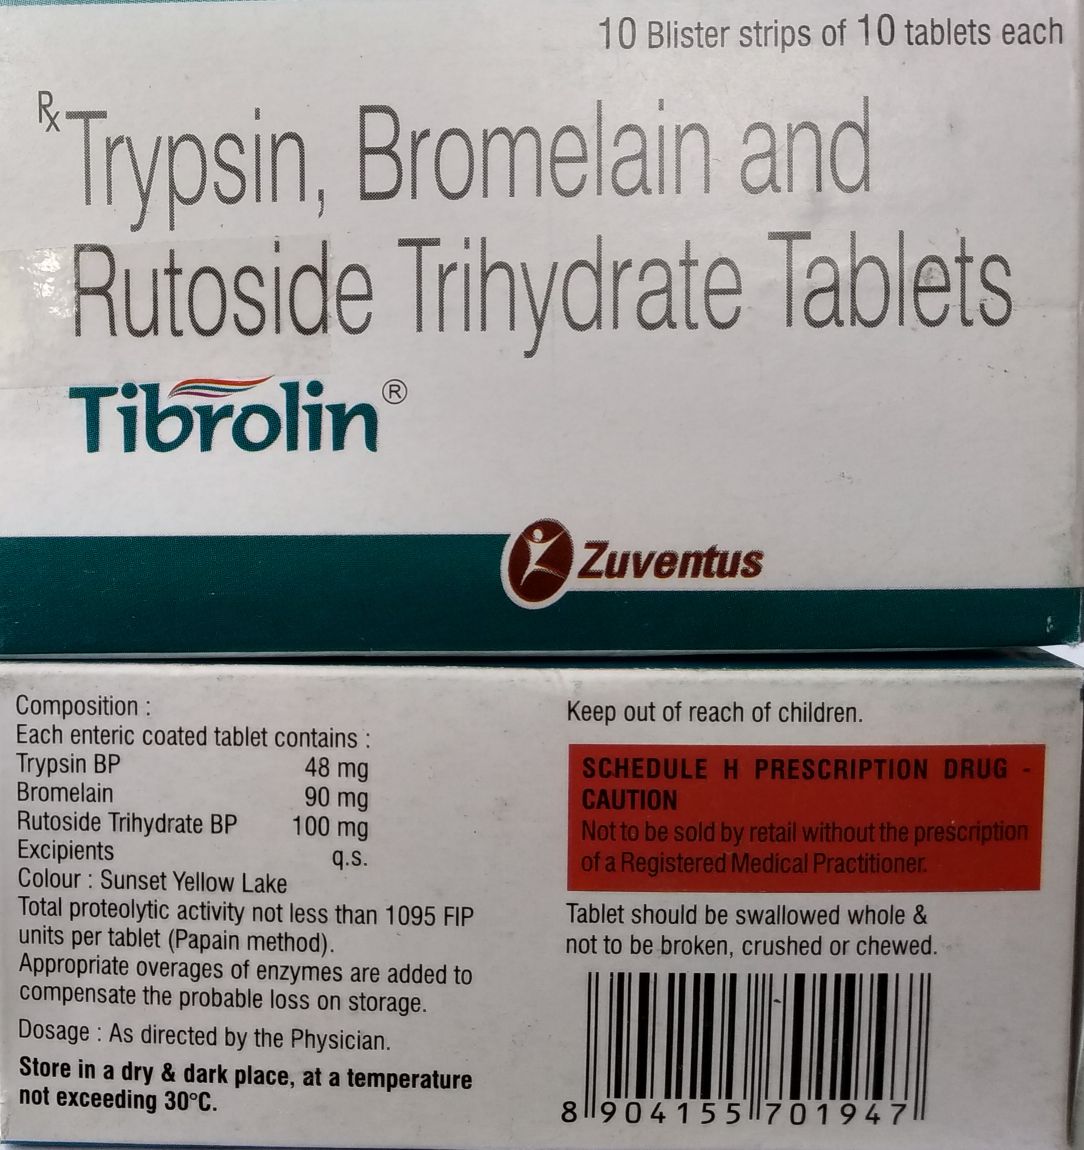 10 Blister strips of 10 tablets each
Rx Trypsin, Bromelain and
Rutoside Trihydrate Tablets
Tibrolin®
Zuventus
Composition :
Each enteric coated tablet contains :
Trypsin BP 48 mg
Bromelain 90 mg
Rutoside Trihydrate BP 100 mg
Excipients q.s.
Colour : Sunset Yellow Lake
Total proteolytic activity not less than 1095 FIP
units per tablet (Papain method).
Appropriate overages of enzymes are added to
compensate the probable loss on storage.
Dosage : As directed by the Physician.
Store in a dry & dark place, at a temperature
not exceeding 30°C.
Keep out of reach of children.
SCHEDULE H PRESCRIPTION DRUG -
CAUTION
Not to be sold by retail without the prescription
of a Registered Medical Practitioner.
Tablet should be swallowed whole &
not to be broken, crushed or chewed.
8 904155 701947